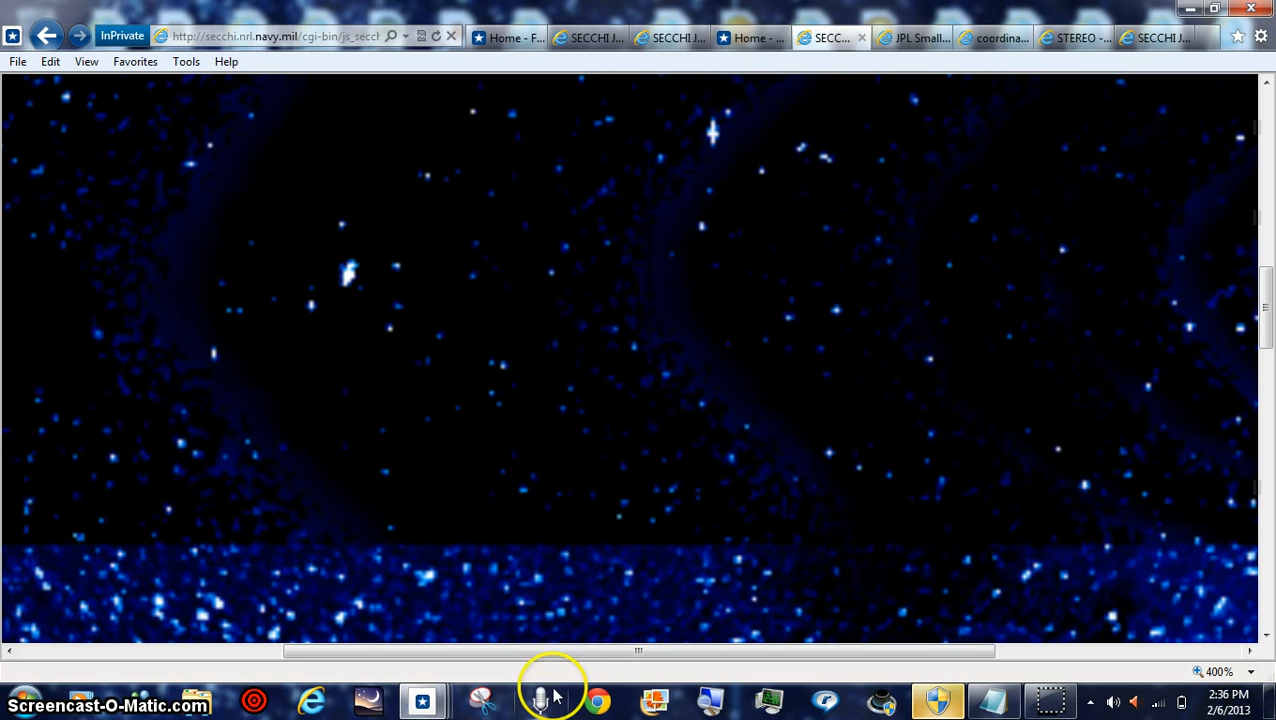 InPrivate http://secchi.nrl.navy.mil/cgi-bin/js_secch Home - F... SECCHI J... SECCHI J... Home - ... SECC... JPL Small... coordina... STEREO -... SECCHI J...
File Edit View Favorites Tools Help
400%
Screencast-O-Matic.com
2:36 PM
2/6/2013